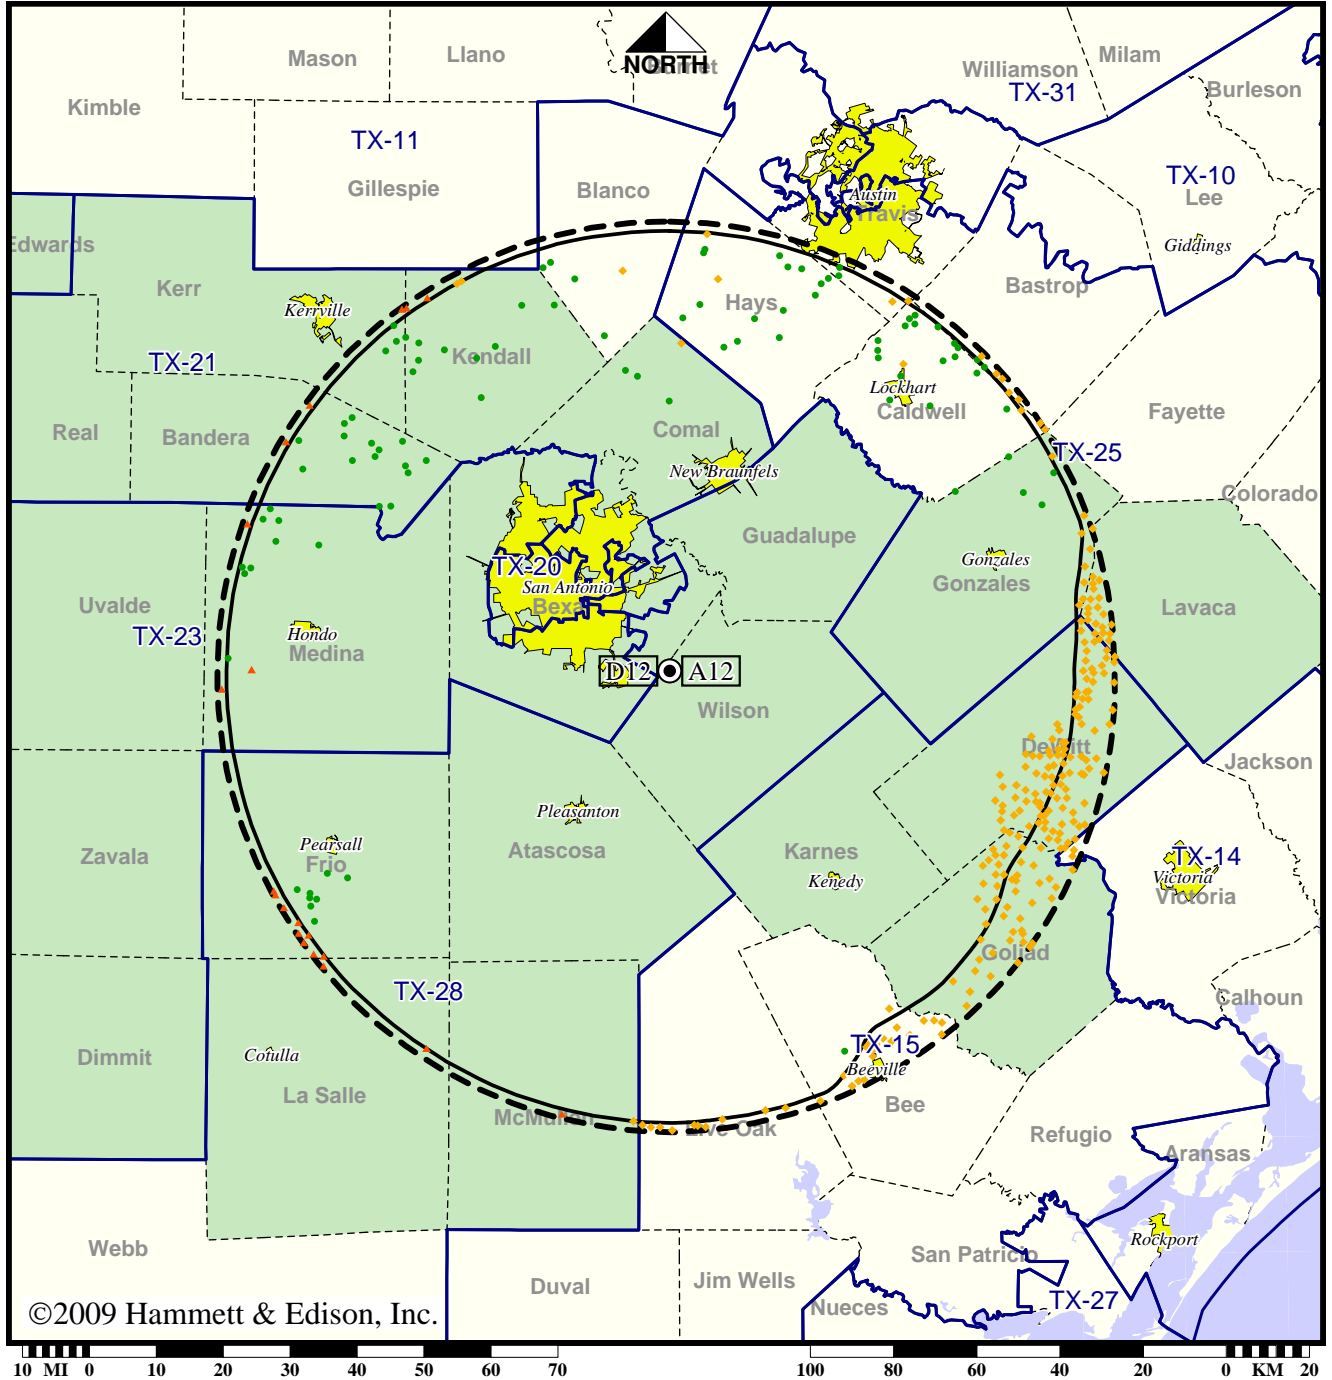 Mason
Llano
NORTH
Burnet
Williamson
Milam
TX-31
Burleson
Kimble
TX-11
Gillespie
Blanco
TX-10
Lee
Austin
Travis
Giddings
Edwards
Kerr
Kerrville
Hays
Bastrop
TX-21
Kendall
Lockhart
Caldwell
Fayette
Real
Bandera
Comal
TX-25
New Braunfels
Colorado
Guadalupe
TX-20
San Antonio
Bexa
Gonzales
Gonzales
Uvalde
TX-23
Hondo
Medina
Lavaca
D12
A12
Wilson
DeWitt
Jackson
Pleasanton
Pearsall
Frio
Atascosa
Zavala
Karnes
Kenedy
TX-14
Victoria
Victoria
Goliad
TX-28
Calhoun
Dimmit
Cotulla
La Salle
TX-15
Beeville
Bee
McMullen
Live Oak
Refugio
Aransas
Webb
Duval
Jim Wells
San Patricio
Rockport
Nueces
TX-27
©2009 Hammett & Edison, Inc.
10 MI 0 10 20 30 40 50 60 70
100 80 60 40 20 0 KM 20